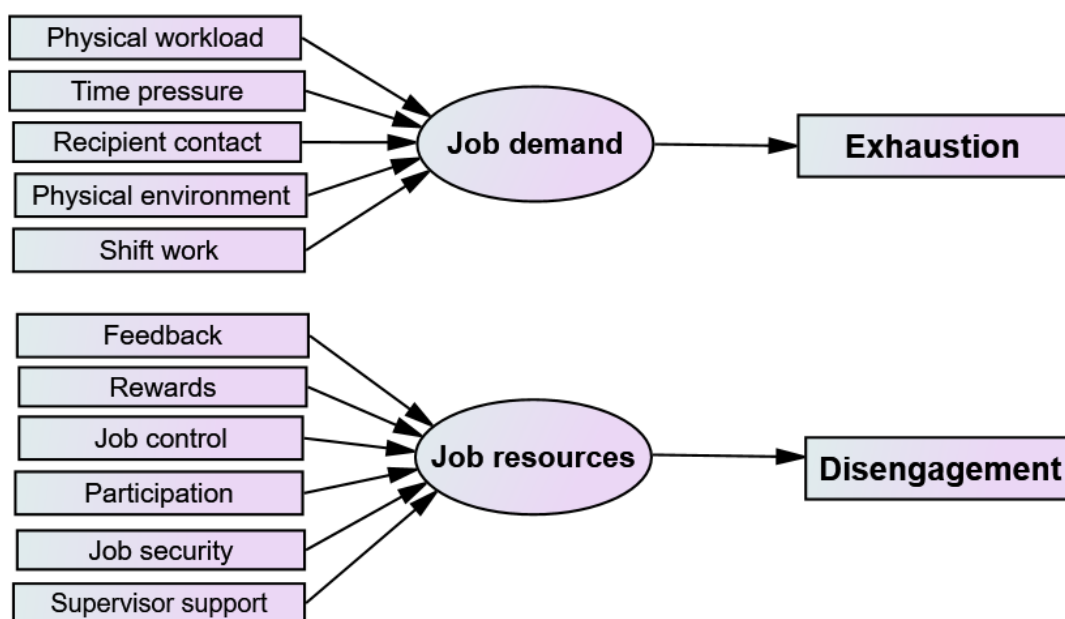 Physical workload
Time pressure
Recipient contact
Physical environment
Shift work
Job demand
Exhaustion
Feedback
Rewards
Job control
Participation
Job security
Supervisor support
Job resources
Disengagement